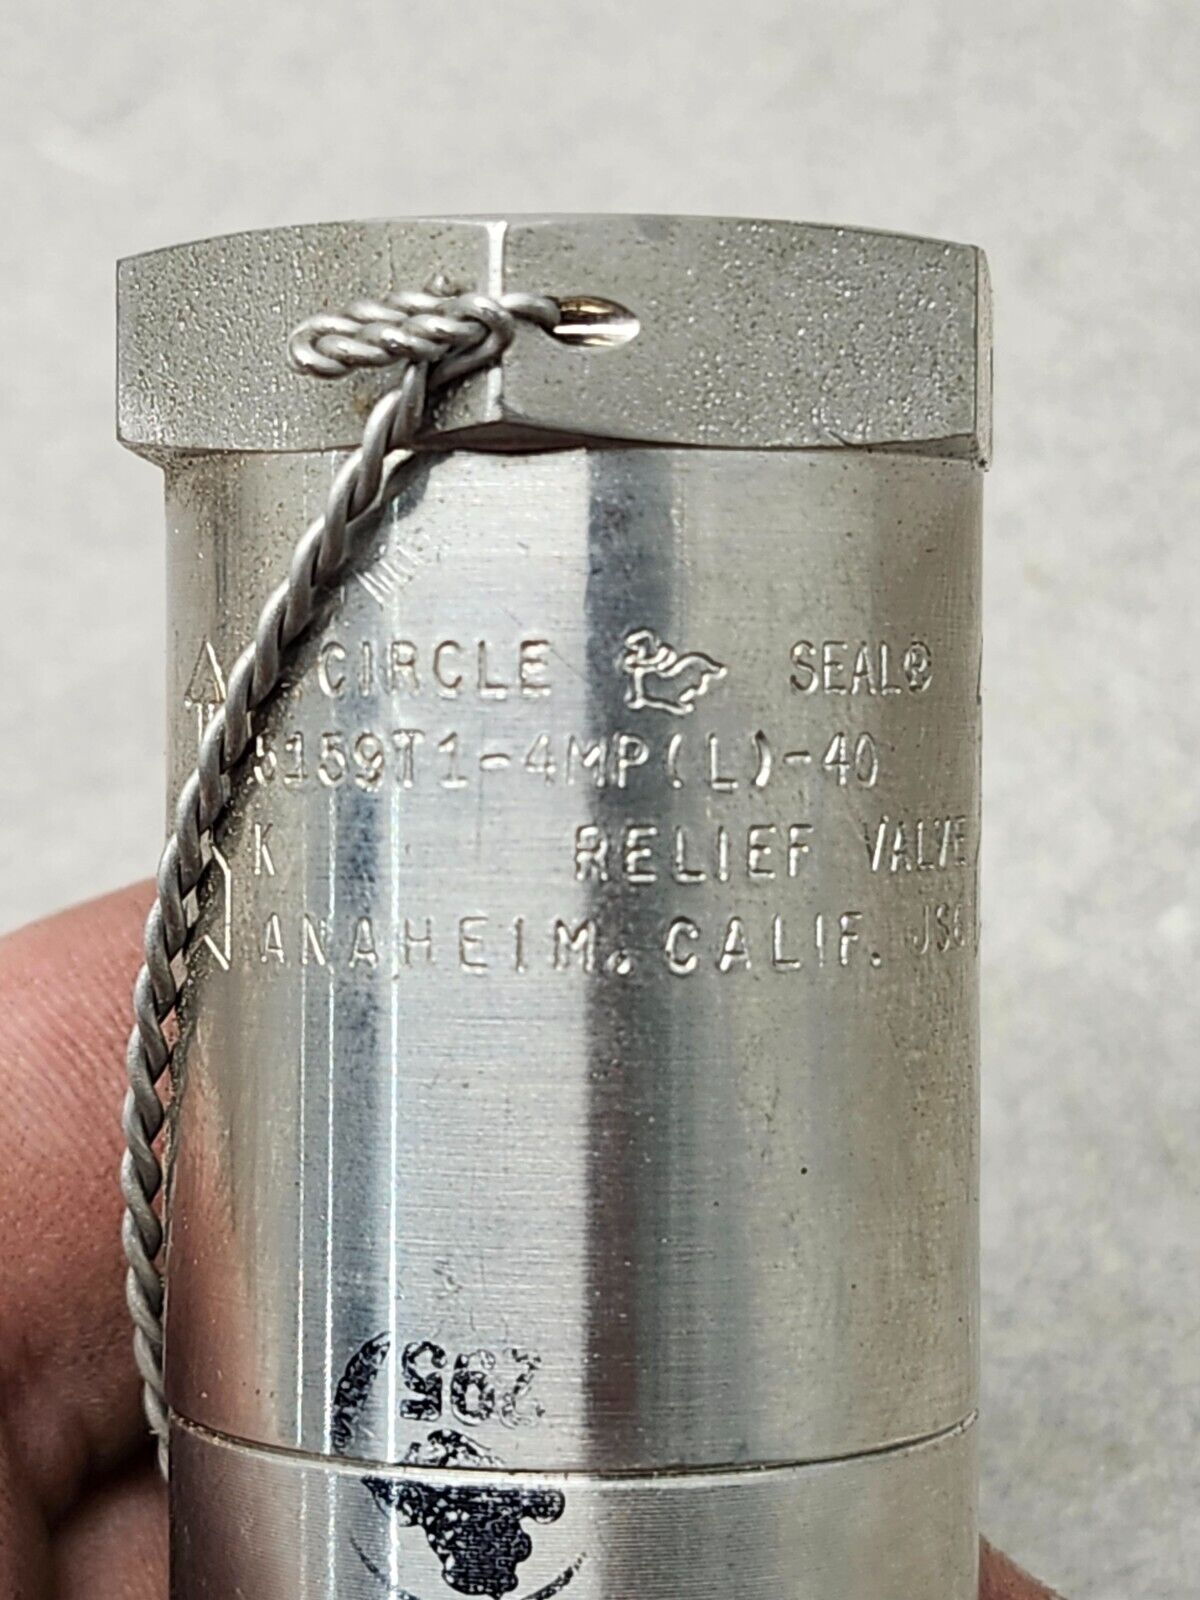 CIRCLE SEAL®
5159T1-4MP(L)-40
K RELIEF VALVE
ANAHEIM, CALIF.